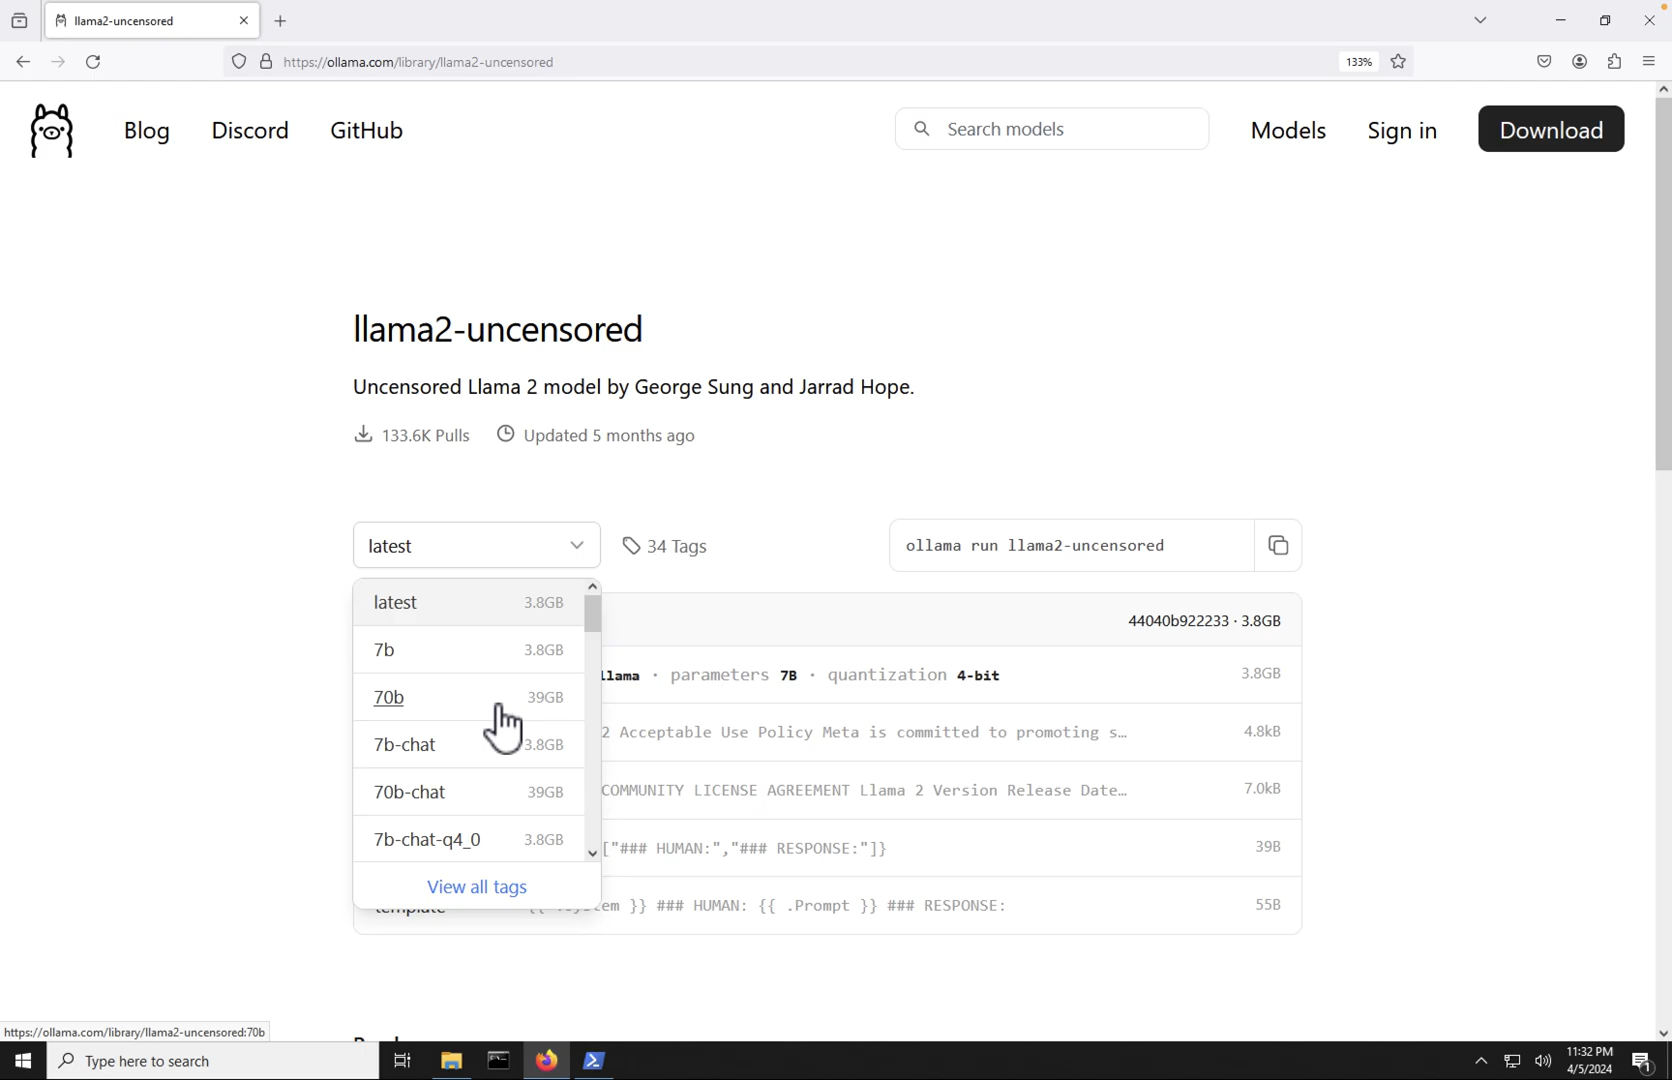 llama2-uncensored
https://ollama.com/library/llama2-uncensored
133%
Blog
Discord
GitHub
Search models
Models
Sign in
Download
llama2-uncensored
Uncensored Llama 2 model by George Sung and Jarrad Hope.
133.6K Pulls
Updated 5 months ago
latest
34 Tags
ollama run llama2-uncensored
latest 3.8GB
7b 3.8GB
70b 39GB
7b-chat 3.8GB
70b-chat 39GB
7b-chat-q4_0 3.8GB
View all tags
44040b922233 · 3.8GB
llama · parameters 7B · quantization 4-bit 3.8GB
2 Acceptable Use Policy Meta is committed to promoting s… 4.8kB
COMMUNITY LICENSE AGREEMENT Llama 2 Version Release Date… 7.0kB
["### HUMAN:","### RESPONSE:"]} 39B
template }} ### HUMAN: {{ .Prompt }} ### RESPONSE: 55B
https://ollama.com/library/llama2-uncensored:70b
Type here to search
11:32 PM
4/5/2024
1